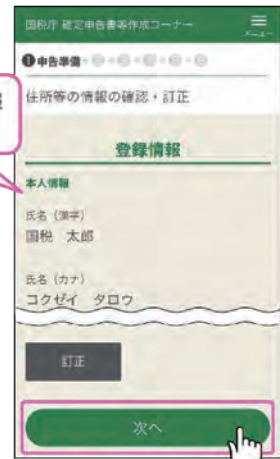 国税庁 確定申告書等作成コーナー
メニュー
❶申告準備
住所等の情報の確認・訂正
登録情報
本人情報
氏名（漢字）
国税 太郎
氏名（カナ）
コクゼイ タロウ
訂正
次へ